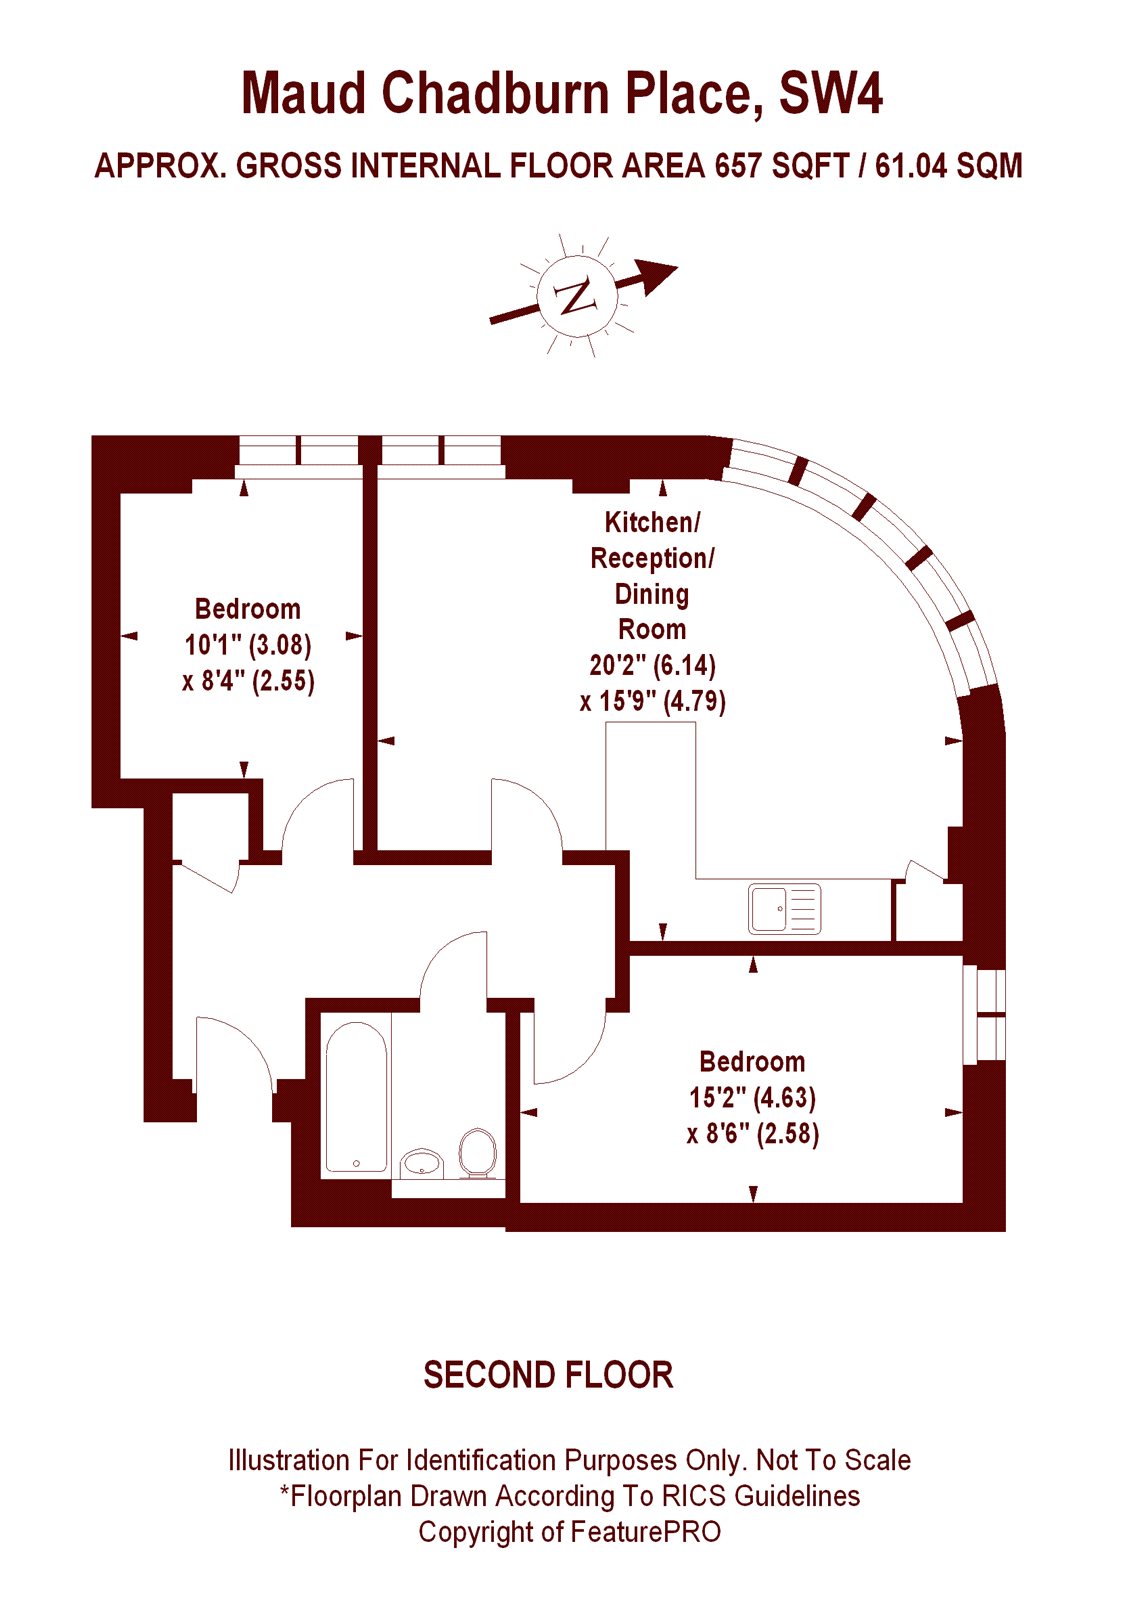 Maud Chadburn Place, SW4
APPROX. GROSS INTERNAL FLOOR AREA 657 SQFT / 61.04 SQM
N
Kitchen/
Reception/
Dining
Room
20'2" (6.14)
x 15'9" (4.79)
Bedroom
10'1" (3.08)
x 8'4" (2.55)
Bedroom
15'2" (4.63)
x 8'6" (2.58)
SECOND FLOOR
Illustration For Identification Purposes Only. Not To Scale
*Floorplan Drawn According To RICS Guidelines
Copyright of FeaturePRO